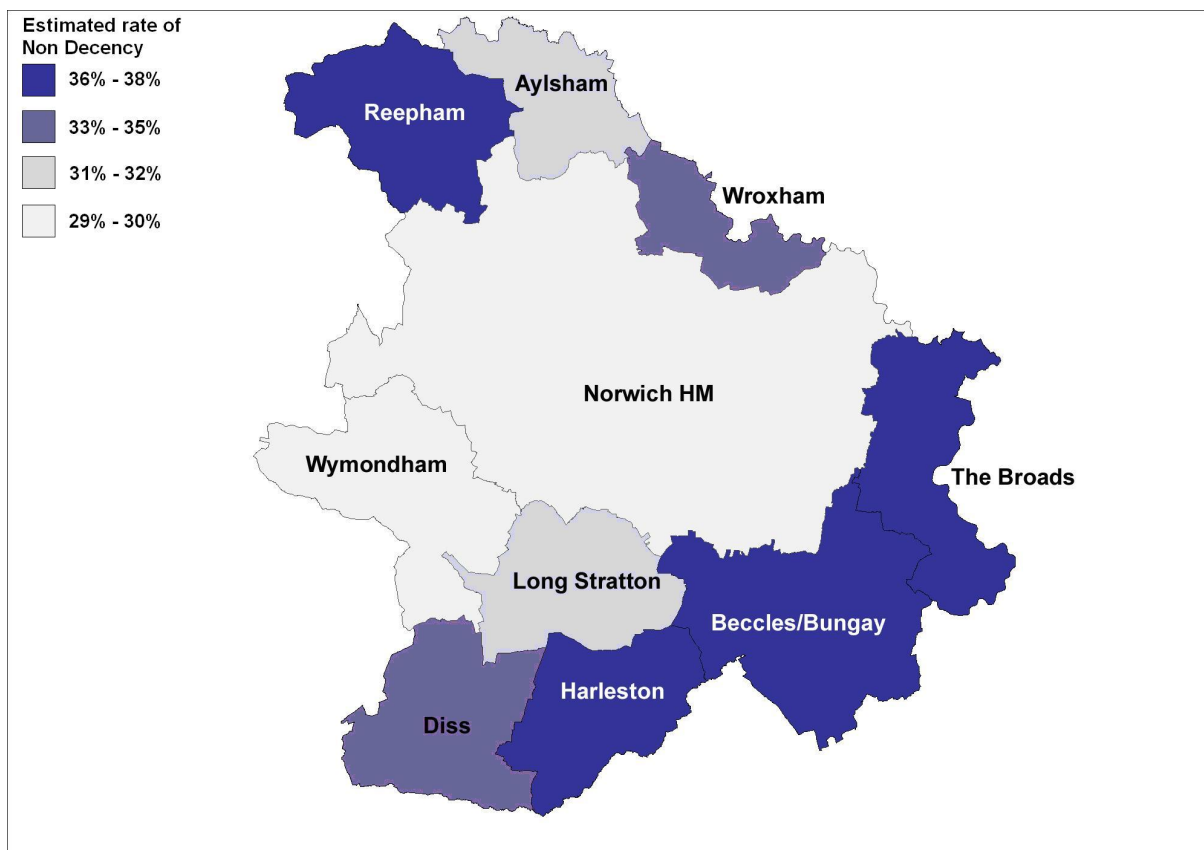 Estimated rate of
Non Decency
36% - 38%
33% - 35%
31% - 32%
29% - 30%
Aylsham
Reepham
Wroxham
Norwich HM
Wymondham
The Broads
Long Stratton
Beccles/Bungay
Harleston
Diss